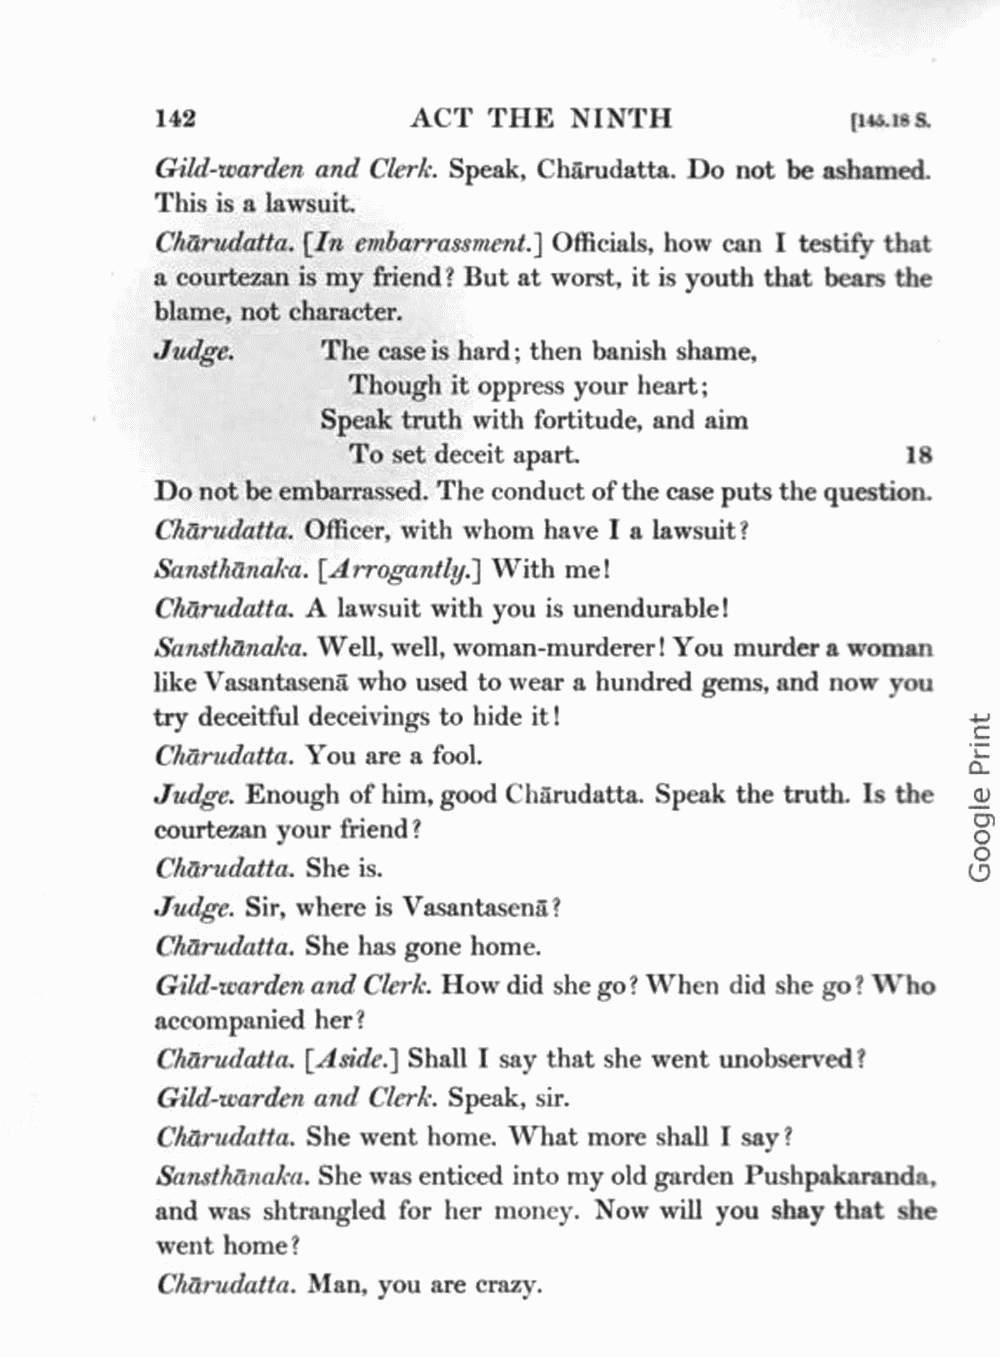 142 ACT THE NINTH [145.18 S.
Gild-warden and Clerk. Speak, Chārudatta. Do not be ashamed.
This is a lawsuit.
Chārudatta. [In embarrassment.] Officials, how can I testify that
a courtezan is my friend? But at worst, it is youth that bears the
blame, not character.
Judge. The case is hard; then banish shame,
Though it oppress your heart;
Speak truth with fortitude, and aim
To set deceit apart. 18
Do not be embarrassed. The conduct of the case puts the question.
Chārudatta. Officer, with whom have I a lawsuit?
Sansthānaka. [Arrogantly.] With me!
Chārudatta. A lawsuit with you is unendurable!
Sansthānaka. Well, well, woman-murderer! You murder a woman
like Vasantasenā who used to wear a hundred gems, and now you
try deceitful deceivings to hide it!
Chārudatta. You are a fool.
Judge. Enough of him, good Chārudatta. Speak the truth. Is the
courtezan your friend?
Chārudatta. She is.
Judge. Sir, where is Vasantasenā?
Chārudatta. She has gone home.
Gild-warden and Clerk. How did she go? When did she go? Who
accompanied her?
Chārudatta. [Aside.] Shall I say that she went unobserved?
Gild-warden and Clerk. Speak, sir.
Chārudatta. She went home. What more shall I say?
Sansthānaka. She was enticed into my old garden Pushpakaranda,
and was shtrangled for her money. Now will you shay that she
went home?
Chārudatta. Man, you are crazy.
Google Print